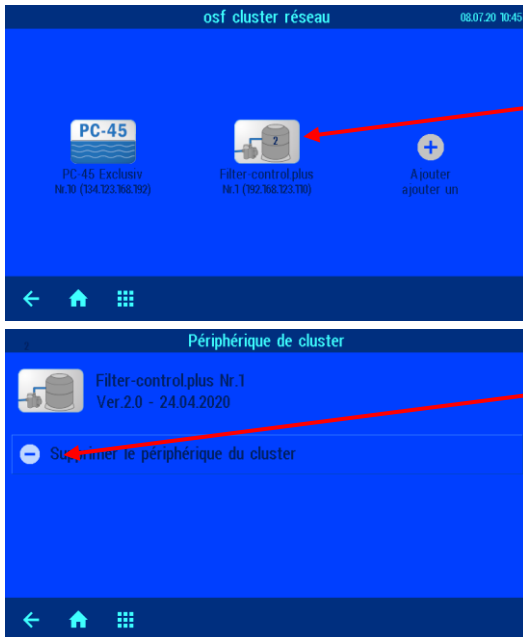 osf cluster réseau
08.07.20 10:45
PC-45
2
PC-45 Exclusiv
Nr.10 (134.123.168.192)
Filter-control.plus
Nr.1 (192.168.123.110)
Ajouter
ajouter un
Périphérique de cluster
2
Filter-control.plus Nr.1
Ver.2.0 - 24.04.2020
Supprimer le périphérique du cluster